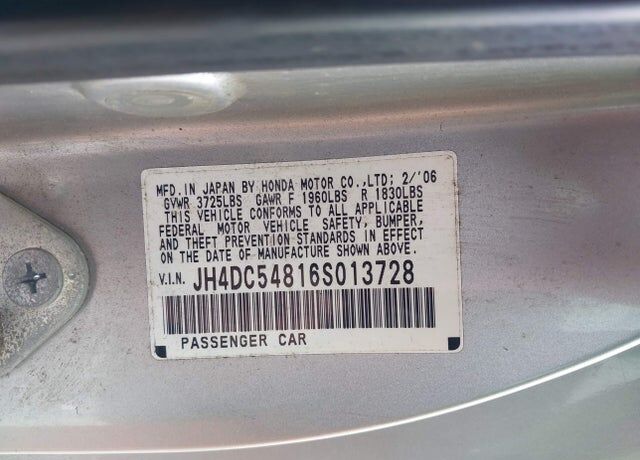 MFD. IN JAPAN BY HONDA MOTOR CO.,LTD; 2/'06
GVWR 3725LBS GAWR F 1960LBS R 1830LBS
THIS VEHICLE CONFORMS TO ALL APPLICABLE
FEDERAL MOTOR VEHICLE SAFETY, BUMPER,
AND THEFT PREVENTION STANDARDS IN EFFECT
ON THE DATE OF MANUFACTURE SHOWN ABOVE.
V.I.N. JH4DC54816S013728
PASSENGER CAR